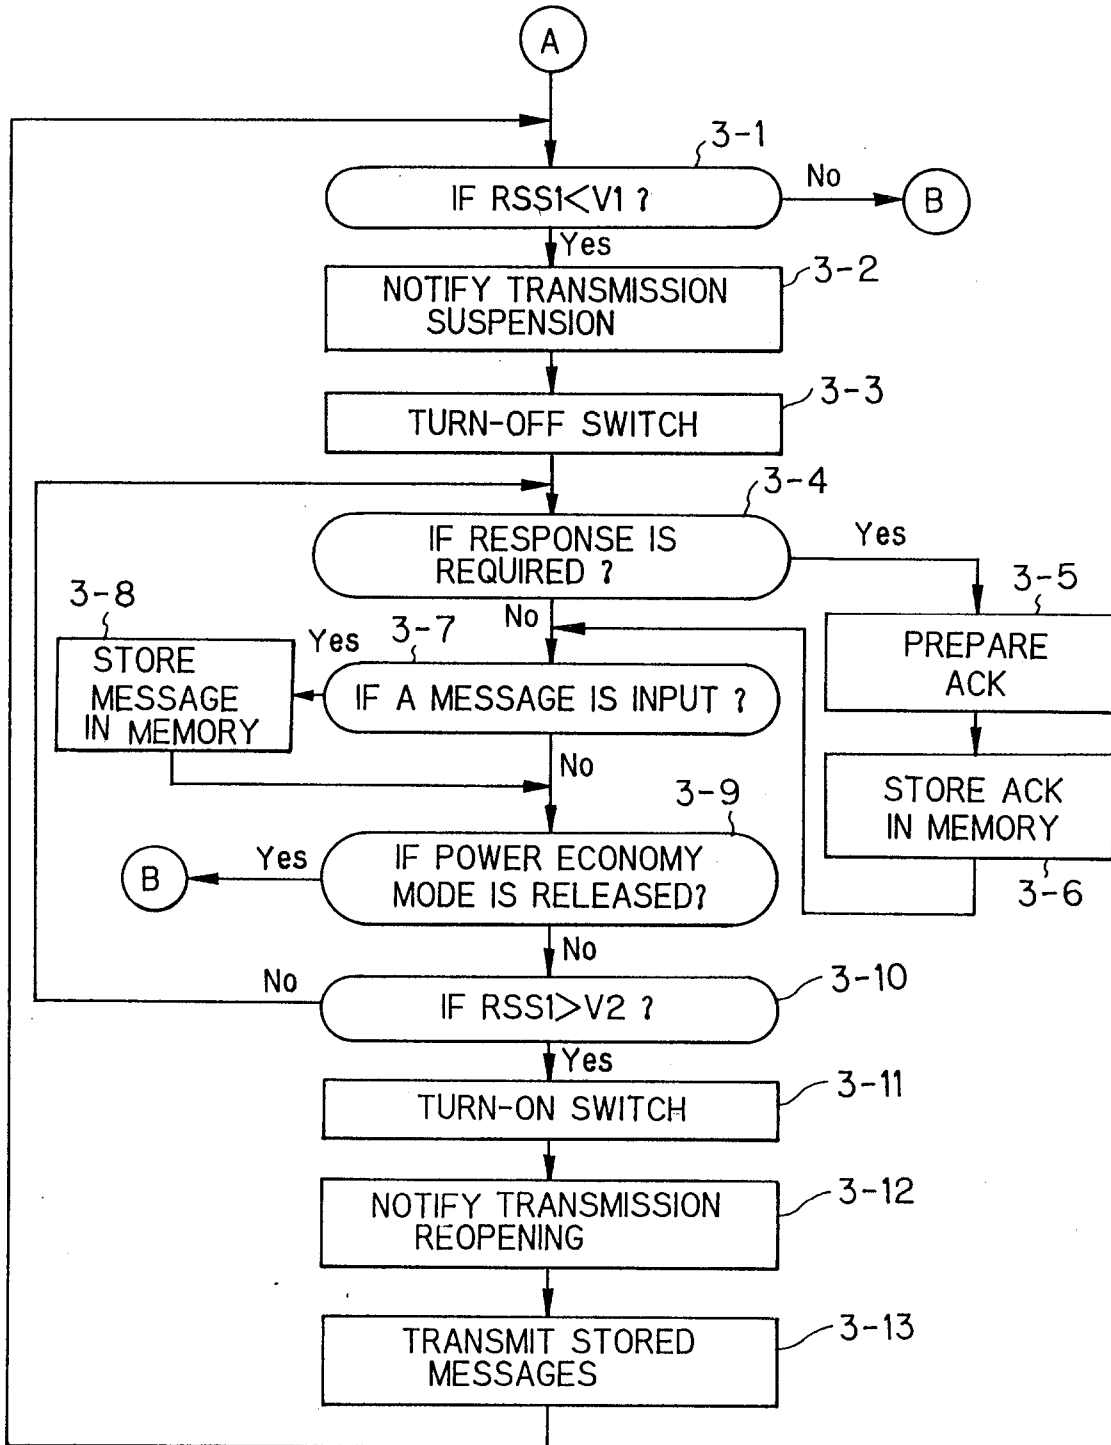 A
3-1
IF RSS1<V1 ?
No
B
Yes
3-2
NOTIFY TRANSMISSION
SUSPENSION
3-3
TURN-OFF SWITCH
3-4
IF RESPONSE IS
REQUIRED ?
Yes
3-5
PREPARE
ACK
No
3-8
3-7
Yes
STORE
MESSAGE
IN MEMORY
IF A MESSAGE IS INPUT ?
STORE ACK
IN MEMORY
3-6
No
3-9
B
Yes
IF POWER ECONOMY
MODE IS RELEASED?
No
No
3-10
IF RSS1>V2 ?
Yes
3-11
TURN-ON SWITCH
3-12
NOTIFY TRANSMISSION
REOPENING
3-13
TRANSMIT STORED
MESSAGES